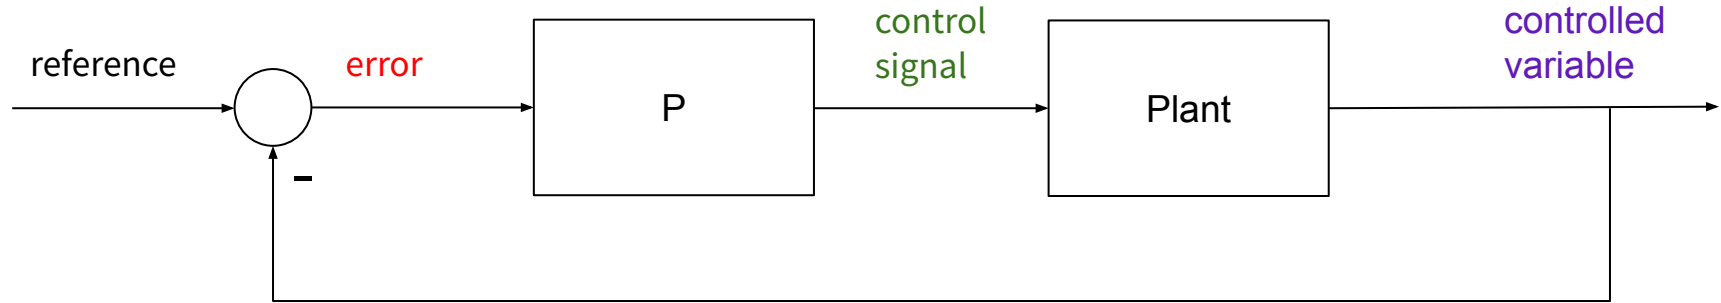 reference
error
control
signal
controlled
variable
P
Plant
-